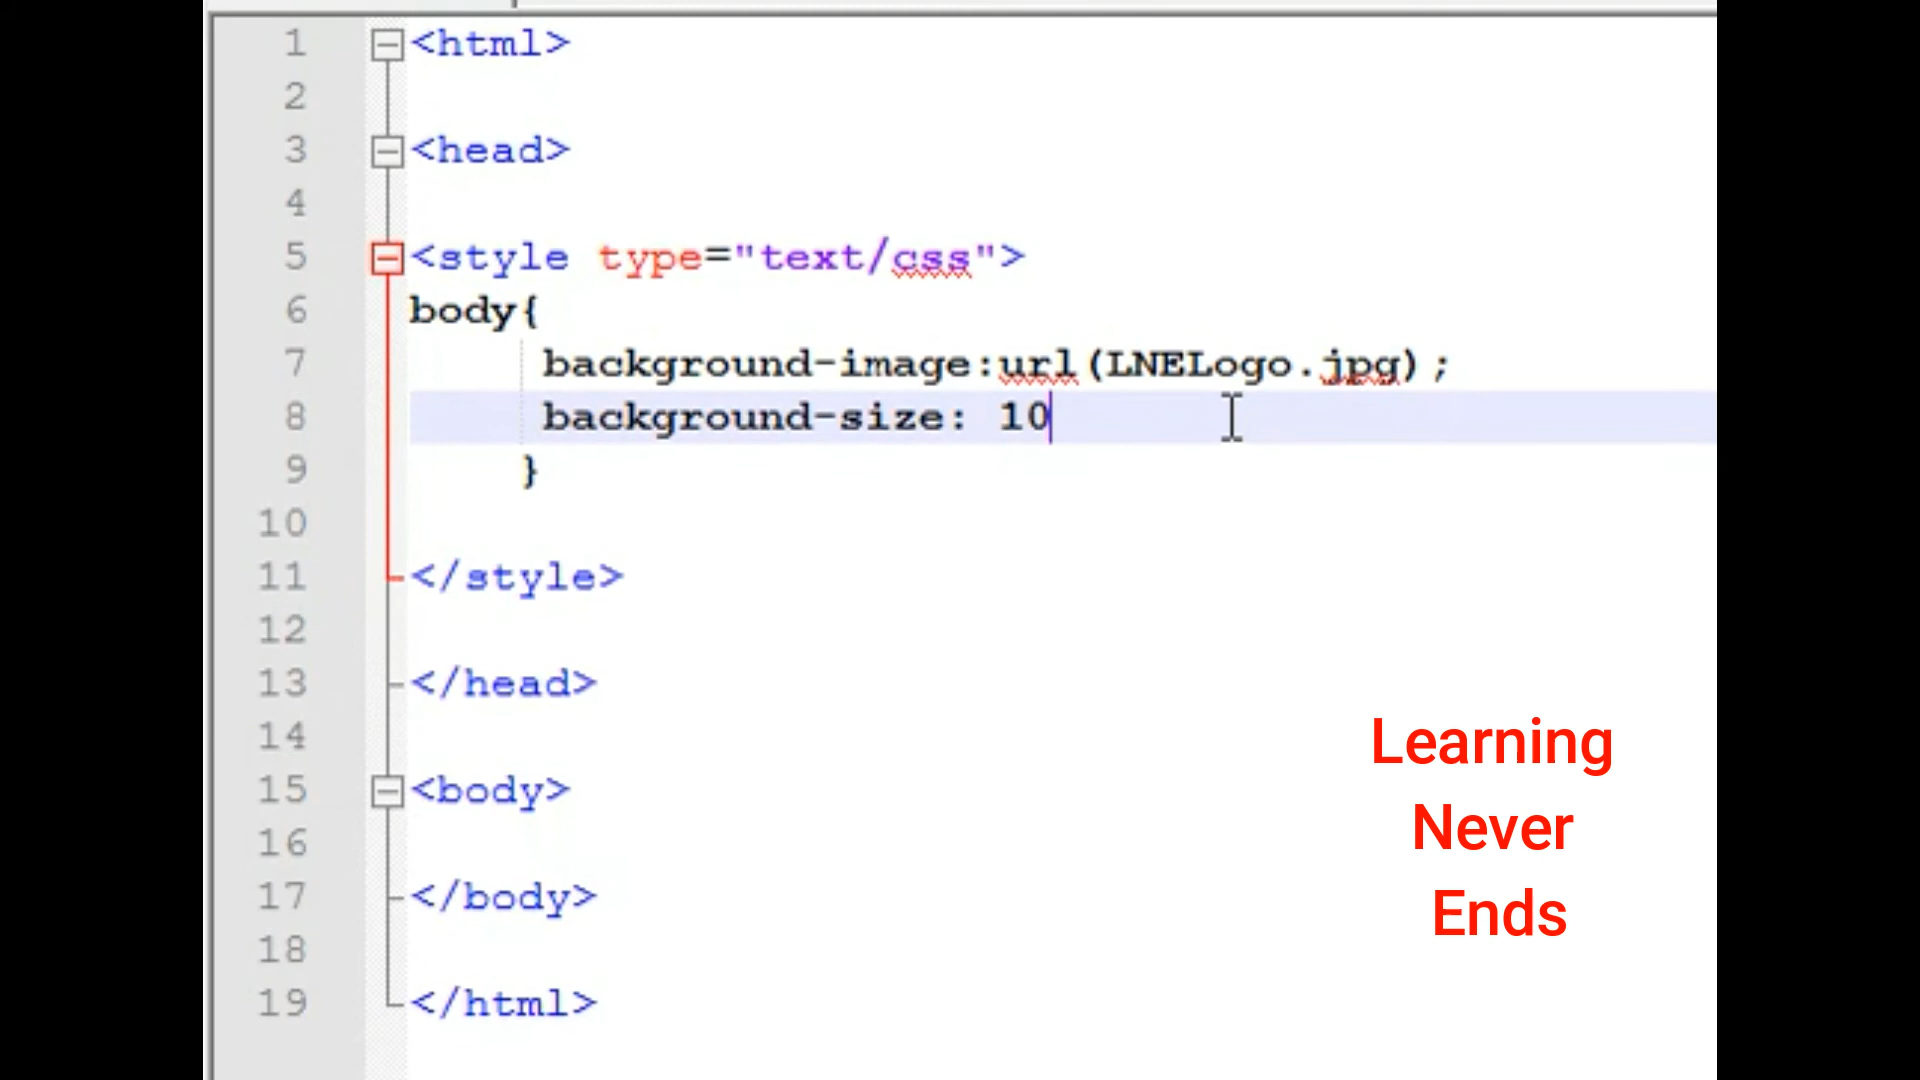 1 <html>
2
3 <head>
4
5 <style type="text/css">
6 body{
7 background-image:url(LNELogo.jpg);
8 background-size: 10
9 }
10
11 </style>
12
13 </head>
14
15 <body>
16
17 </body>
18
19 </html>
Learning
Never
Ends